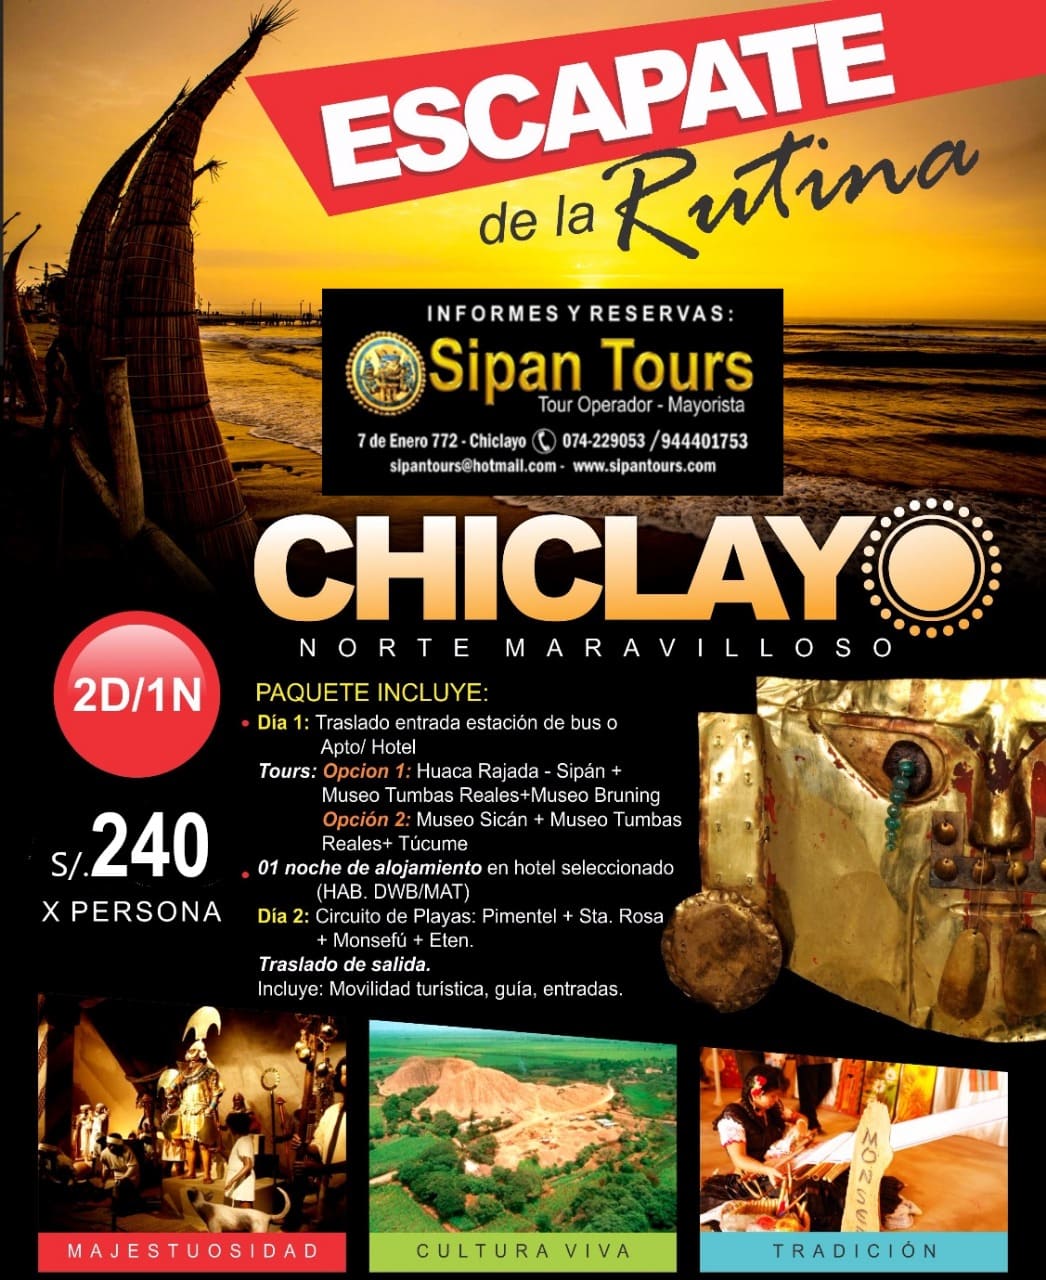 ESCAPATE
de la Rutina
INFORMES Y RESERVAS:
Sipan Tours
Tour Operador - Mayorista
7 de Enero 772 - Chiclayo 074-229053 / 944401753
sipantours@hotmail.com - www.sipantours.com
CHICLAYO
NORTE MARAVILLOSO
2D/1N
S/.240
X PERSONA
PAQUETE INCLUYE:
• Día 1: Traslado entrada estación de bus o
Apto/ Hotel
Tours: Opcion 1: Huaca Rajada - Sipán +
Museo Tumbas Reales+Museo Bruning
Opción 2: Museo Sicán + Museo Tumbas
Reales+ Túcume
• 01 noche de alojamiento en hotel seleccionado
(HAB. DWB/MAT)
Día 2: Circuito de Playas: Pimentel + Sta. Rosa
+ Monsefú + Eten.
Traslado de salida.
Incluye: Movilidad turística, guía, entradas.
MONSE
MAJESTUOSIDAD
CULTURA VIVA
TRADICIÓN